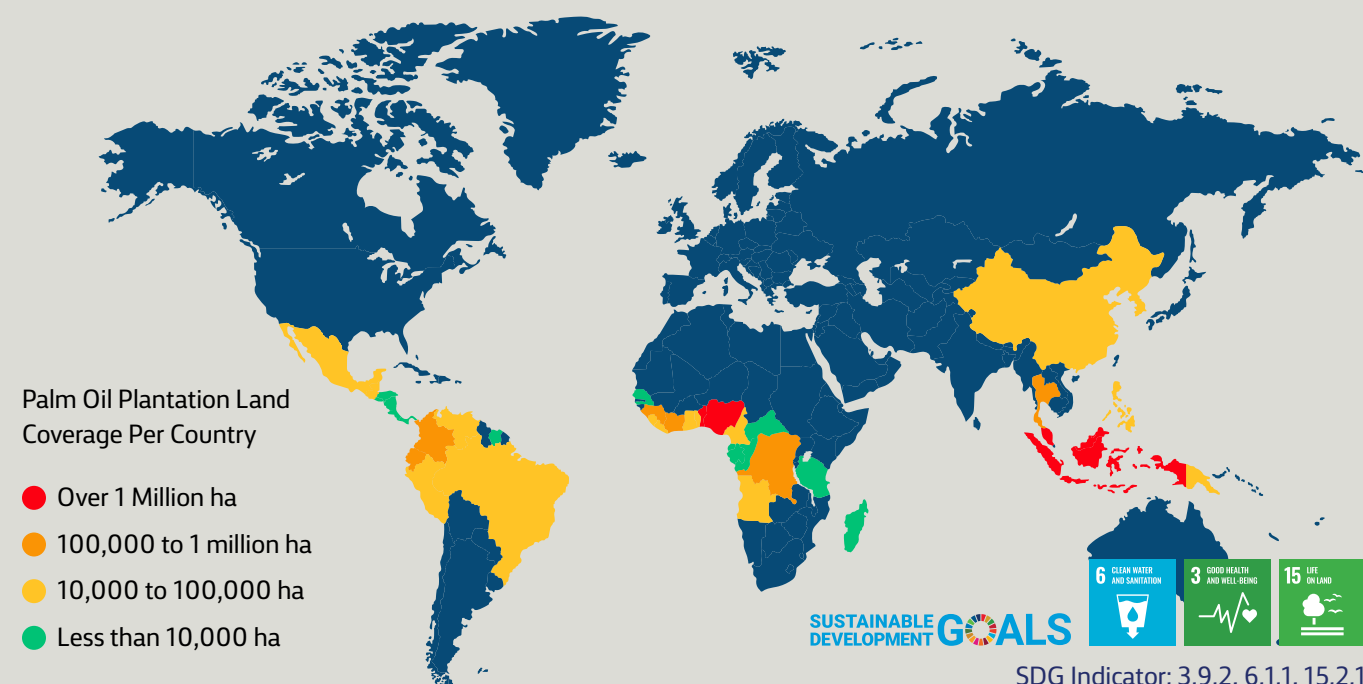 Palm Oil Plantation Land
Coverage Per Country
Over 1 Million ha
100,000 to 1 million ha
10,000 to 100,000 ha
Less than 10,000 ha
SUSTAINABLE
DEVELOPMENT
GOALS
6 CLEAN WATER
AND SANITATION
3 GOOD HEALTH
AND WELL-BEING
15 LIFE
ON LAND
SDG Indicator: 3.9.2, 6.1.1, 15.2.1